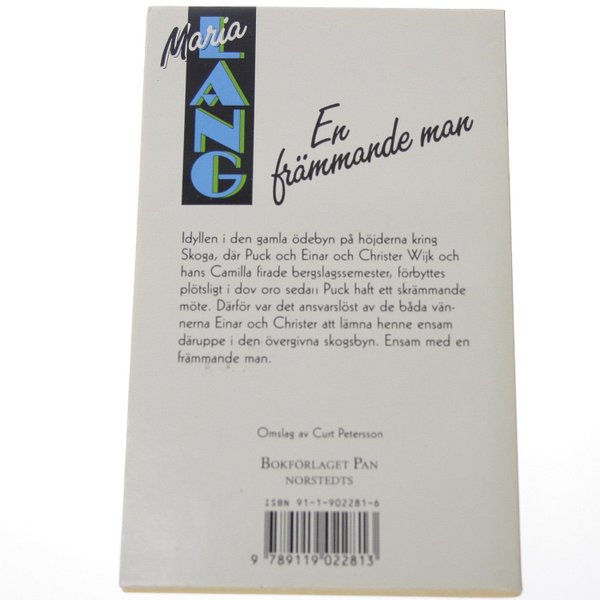 Maria
LANG
En
främmande man
Idyllen i den gamla ödebyn på höjderna kring
Skoga, där Puck och Einar och Christer Wijk och
hans Camilla firade bergslagssemester, förbyttes
plötsligt i dov oro sedan Puck haft ett skrämmande
möte. Därför var det ansvarslöst av de båda vän-
nerna Einar och Christer att lämna henne ensam
däruppe i den övergivna skogsbyn. Ensam med en
främmande man.
Omslag av Curt Petersson
BOKFÖRLAGET PAN
NORSTEDTS
ISBN 91-1-902281-6
9 789119 022813